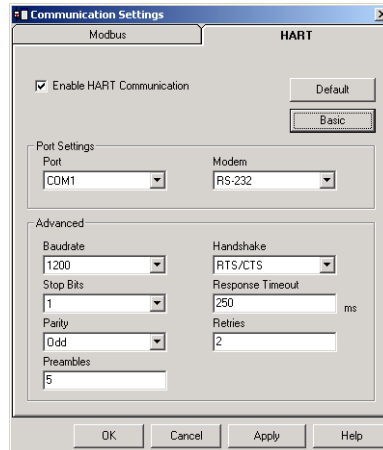 Communication Settings
Modbus
HART
Enable HART Communication
Default
Basic
Port Settings
Port
Modem
COM1
RS-232
Advanced
Baudrate
Handshake
1200
RTS/CTS
Stop Bits
Response Timeout
1
250
ms
Parity
Retries
Odd
2
Preambles
5
OK
Cancel
Apply
Help